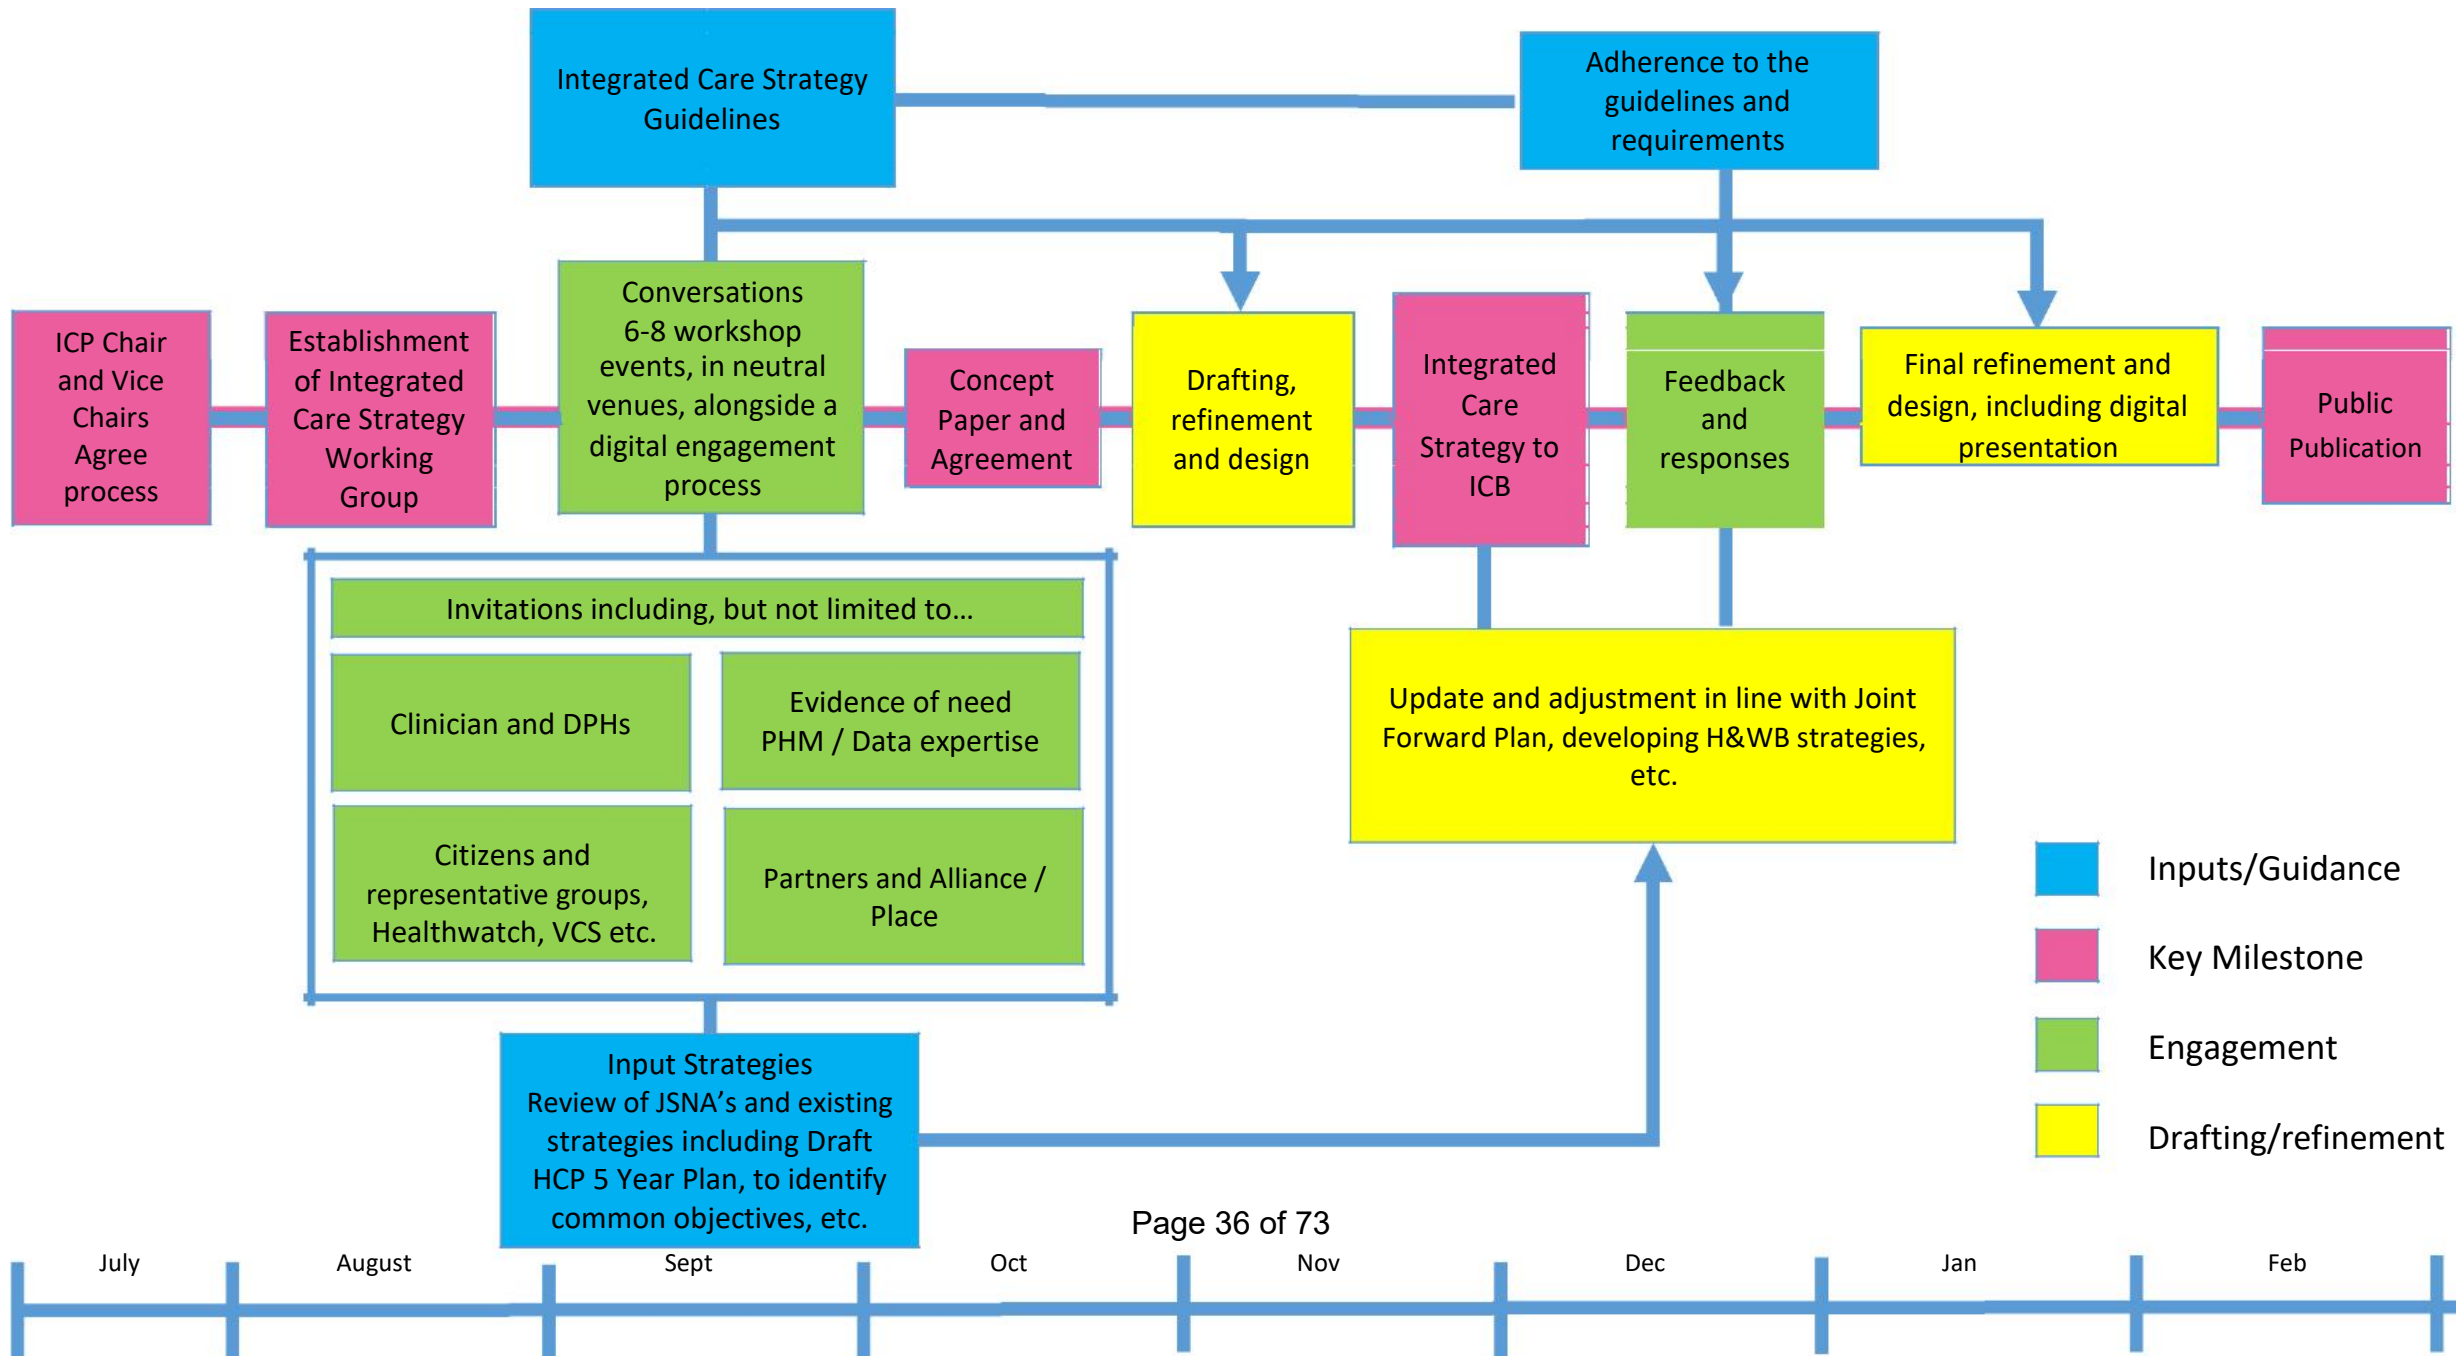 Integrated Care Strategy
Guidelines
Adherence to the
guidelines and
requirements
ICP Chair
and Vice
Chairs
Agree
process
Establishment
of Integrated
Care Strategy
Working
Group
Conversations
6-8 workshop
events, in neutral
venues, alongside a
digital engagement
process
Concept
Paper and
Agreement
Drafting,
refinement
and design
Integrated
Care
Strategy to
ICB
Feedback
and
responses
Final refinement and
design, including digital
presentation
Public
Publication
Invitations including, but not limited to…
Clinician and DPHs
Evidence of need
PHM / Data expertise
Citizens and
representative groups,
Healthwatch, VCS etc.
Partners and Alliance /
Place
Update and adjustment in line with Joint
Forward Plan, developing H&WB strategies,
etc.
Input Strategies
Review of JSNA’s and existing
strategies including Draft
HCP 5 Year Plan, to identify
common objectives, etc.
Inputs/Guidance
Key Milestone
Engagement
Drafting/refinement
Page 36 of 73
July
August
Sept
Oct
Nov
Dec
Jan
Feb